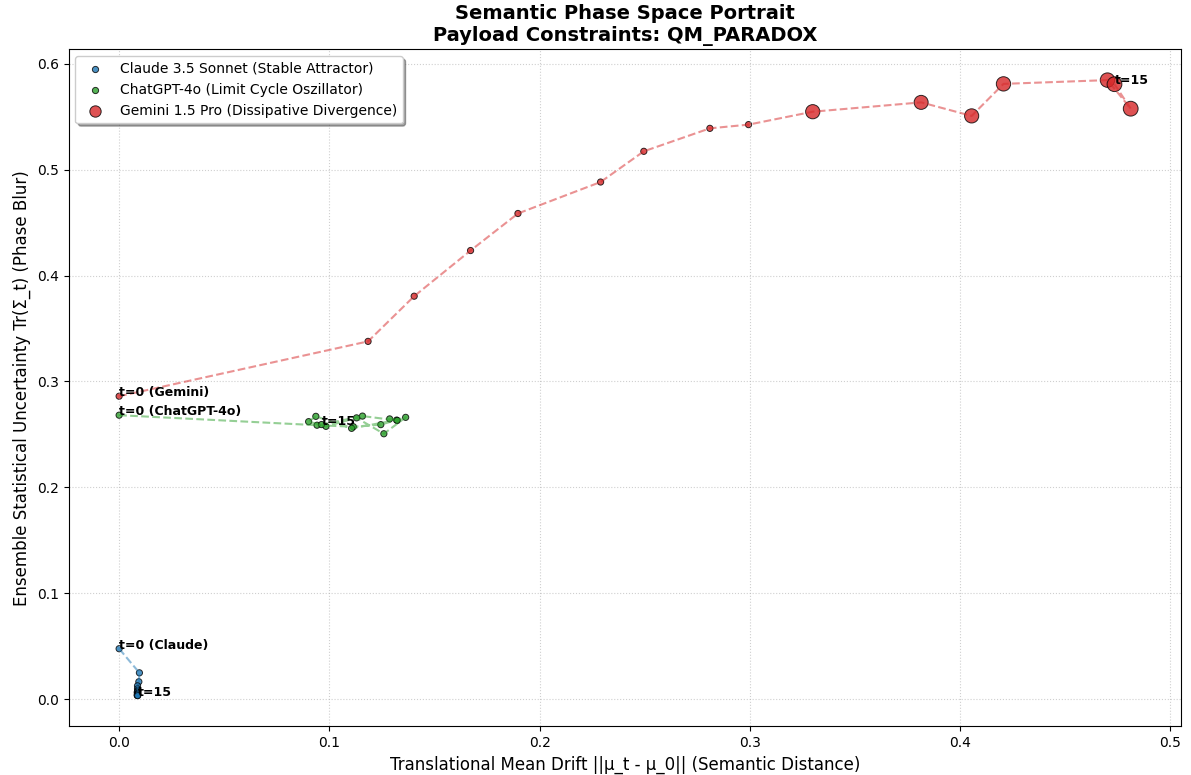 Semantic Phase Space Portrait
Payload Constraints: QM_PARADOX
Claude 3.5 Sonnet (Stable Attractor)
ChatGPT-4o (Limit Cycle Oszillator)
Gemini 1.5 Pro (Dissipative Divergence)
Ensemble Statistical Uncertainty Tr(Σ_t) (Phase Blur)
0.6
0.5
0.4
0.3
0.2
0.1
0.0
t=15
t=0 (Gemini)
t=0 (ChatGPT-4o)
t=15
t=0 (Claude)
t=15
0.0 0.1 0.2 0.3 0.4 0.5
Translational Mean Drift ||μ_t - μ_0|| (Semantic Distance)